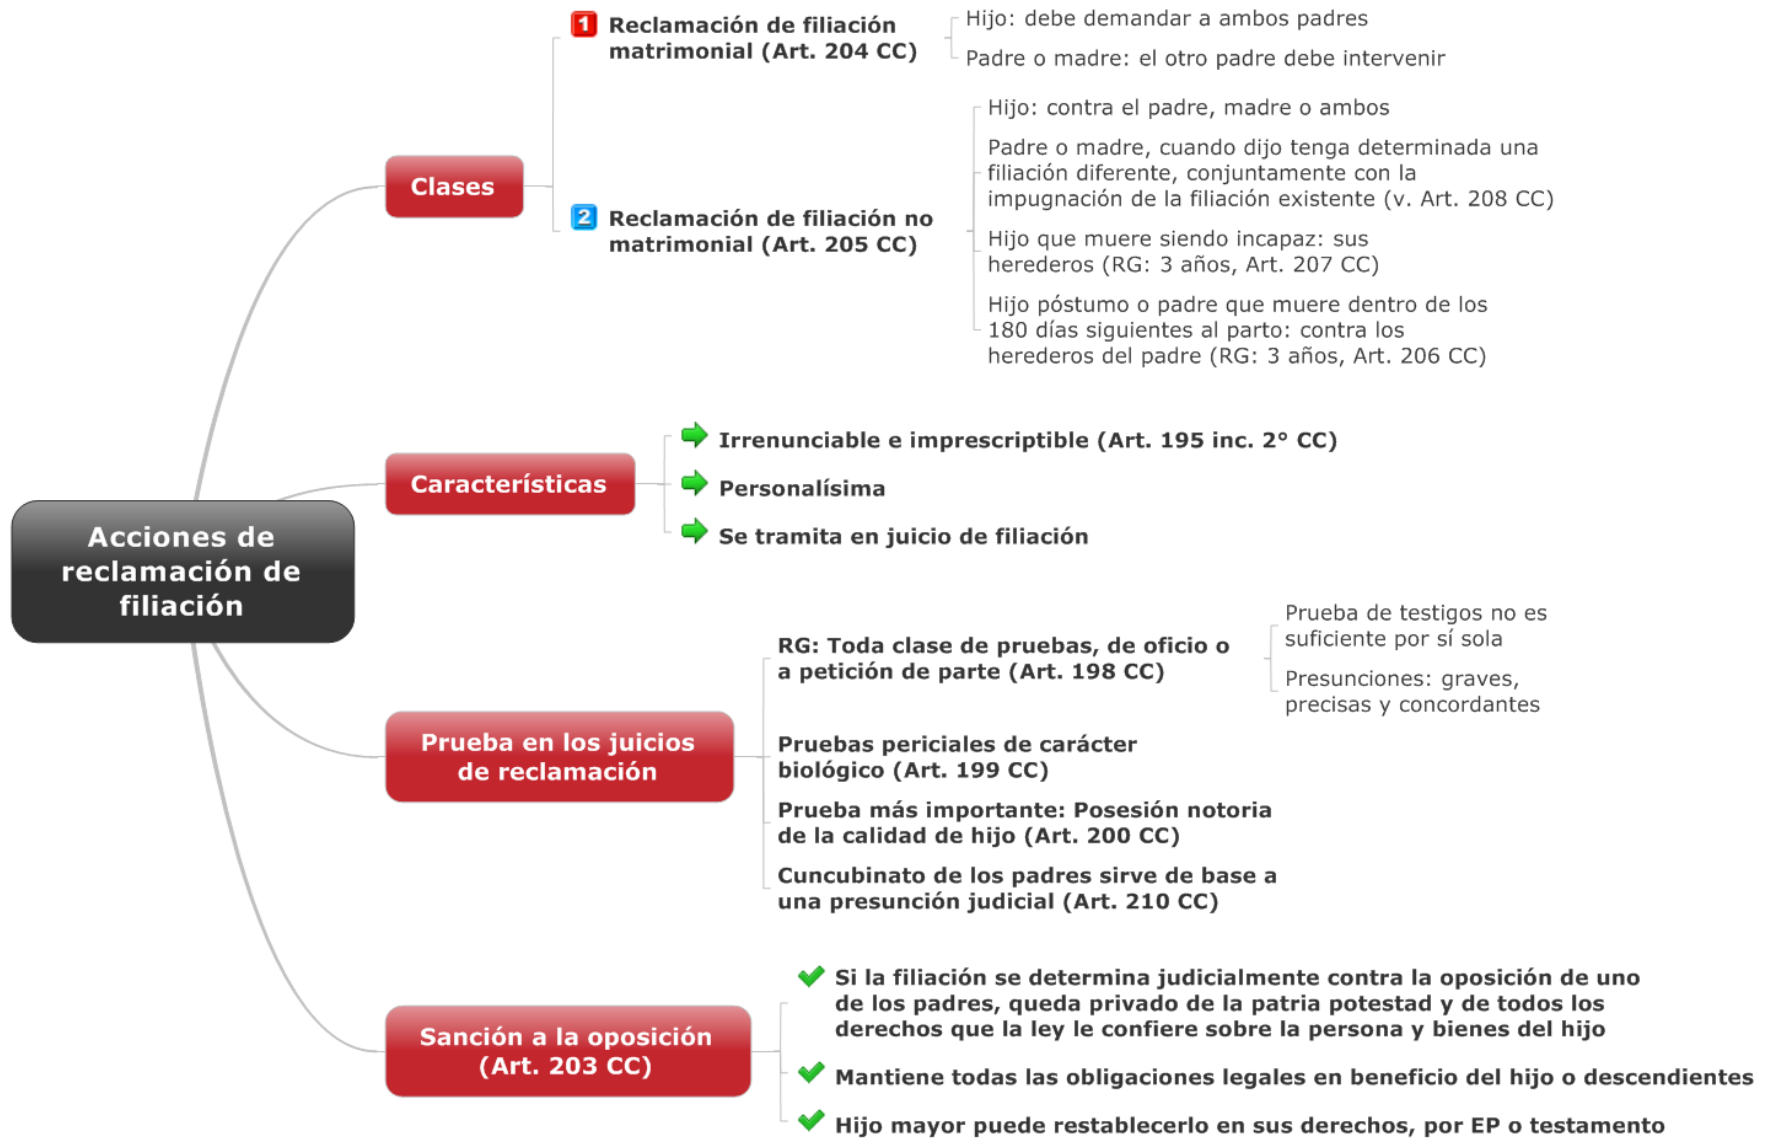 Acciones de
reclamación de
filiación
Clases
1 Reclamación de filiación
matrimonial (Art. 204 CC)
Hijo: debe demandar a ambos padres
Padre o madre: el otro padre debe intervenir
2 Reclamación de filiación no
matrimonial (Art. 205 CC)
Hijo: contra el padre, madre o ambos
Padre o madre, cuando dijo tenga determinada una
filiación diferente, conjuntamente con la
impugnación de la filiación existente (v. Art. 208 CC)
Hijo que muere siendo incapaz: sus
herederos (RG: 3 años, Art. 207 CC)
Hijo póstumo o padre que muere dentro de los
180 días siguientes al parto: contra los
herederos del padre (RG: 3 años, Art. 206 CC)
Características
Irrenunciable e imprescriptible (Art. 195 inc. 2° CC)
Personalísima
Se tramita en juicio de filiación
Prueba en los juicios
de reclamación
RG: Toda clase de pruebas, de oficio o
a petición de parte (Art. 198 CC)
Prueba de testigos no es
suficiente por sí sola
Presunciones: graves,
precisas y concordantes
Pruebas periciales de carácter
biológico (Art. 199 CC)
Prueba más importante: Posesión notoria
de la calidad de hijo (Art. 200 CC)
Cuncubinato de los padres sirve de base a
una presunción judicial (Art. 210 CC)
Sanción a la oposición
(Art. 203 CC)
Si la filiación se determina judicialmente contra la oposición de uno
de los padres, queda privado de la patria potestad y de todos los
derechos que la ley le confiere sobre la persona y bienes del hijo
Mantiene todas las obligaciones legales en beneficio del hijo o descendientes
Hijo mayor puede restablecerlo en sus derechos, por EP o testamento